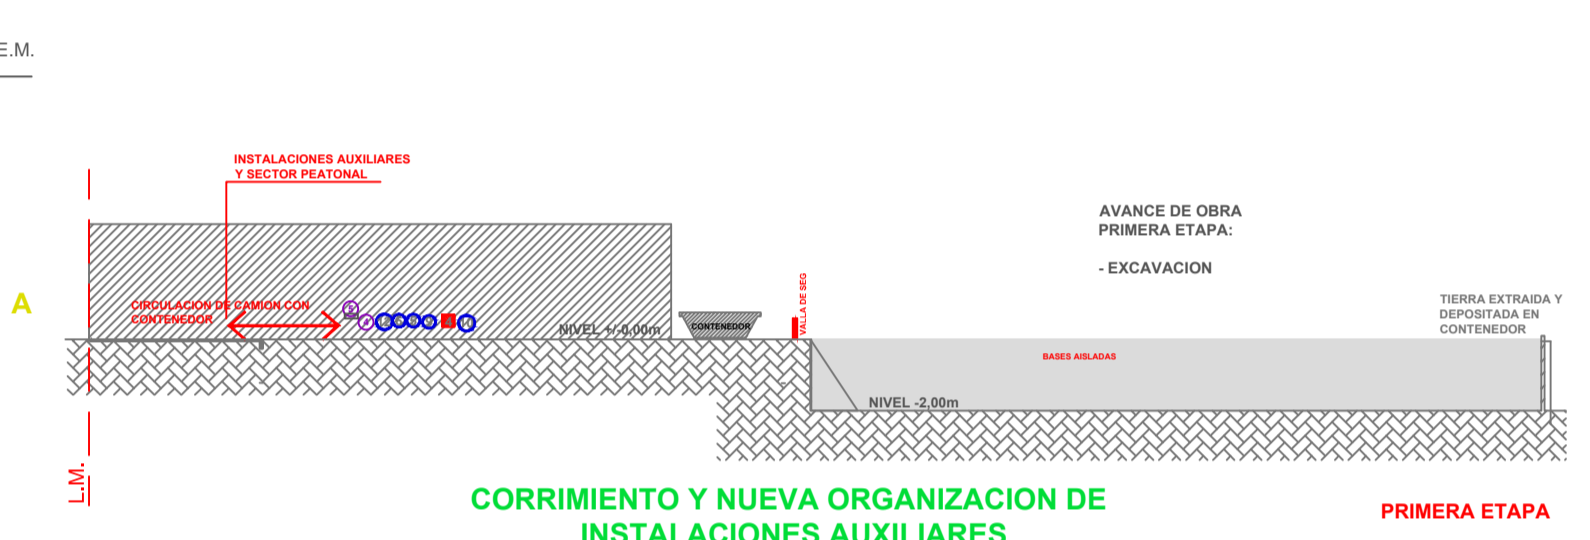 E.M.
INSTALACIONES AUXILIARES
Y SECTOR PEATONAL
AVANCE DE OBRA
PRIMERA ETAPA:
- EXCAVACION
A
CIRCULACION DE CAMION CON
CONTENEDOR
5
4
NIVEL +/-0,00m
CONTENEDOR
VALLA DE SEG
TIERRA EXTRAIDA Y
DEPOSITADA EN
CONTENEDOR
BASES AISLADAS
NIVEL -2,00m
L.M.
CORRIMIENTO Y NUEVA ORGANIZACION DE
INSTALACIONES AUXILIARES
PRIMERA ETAPA